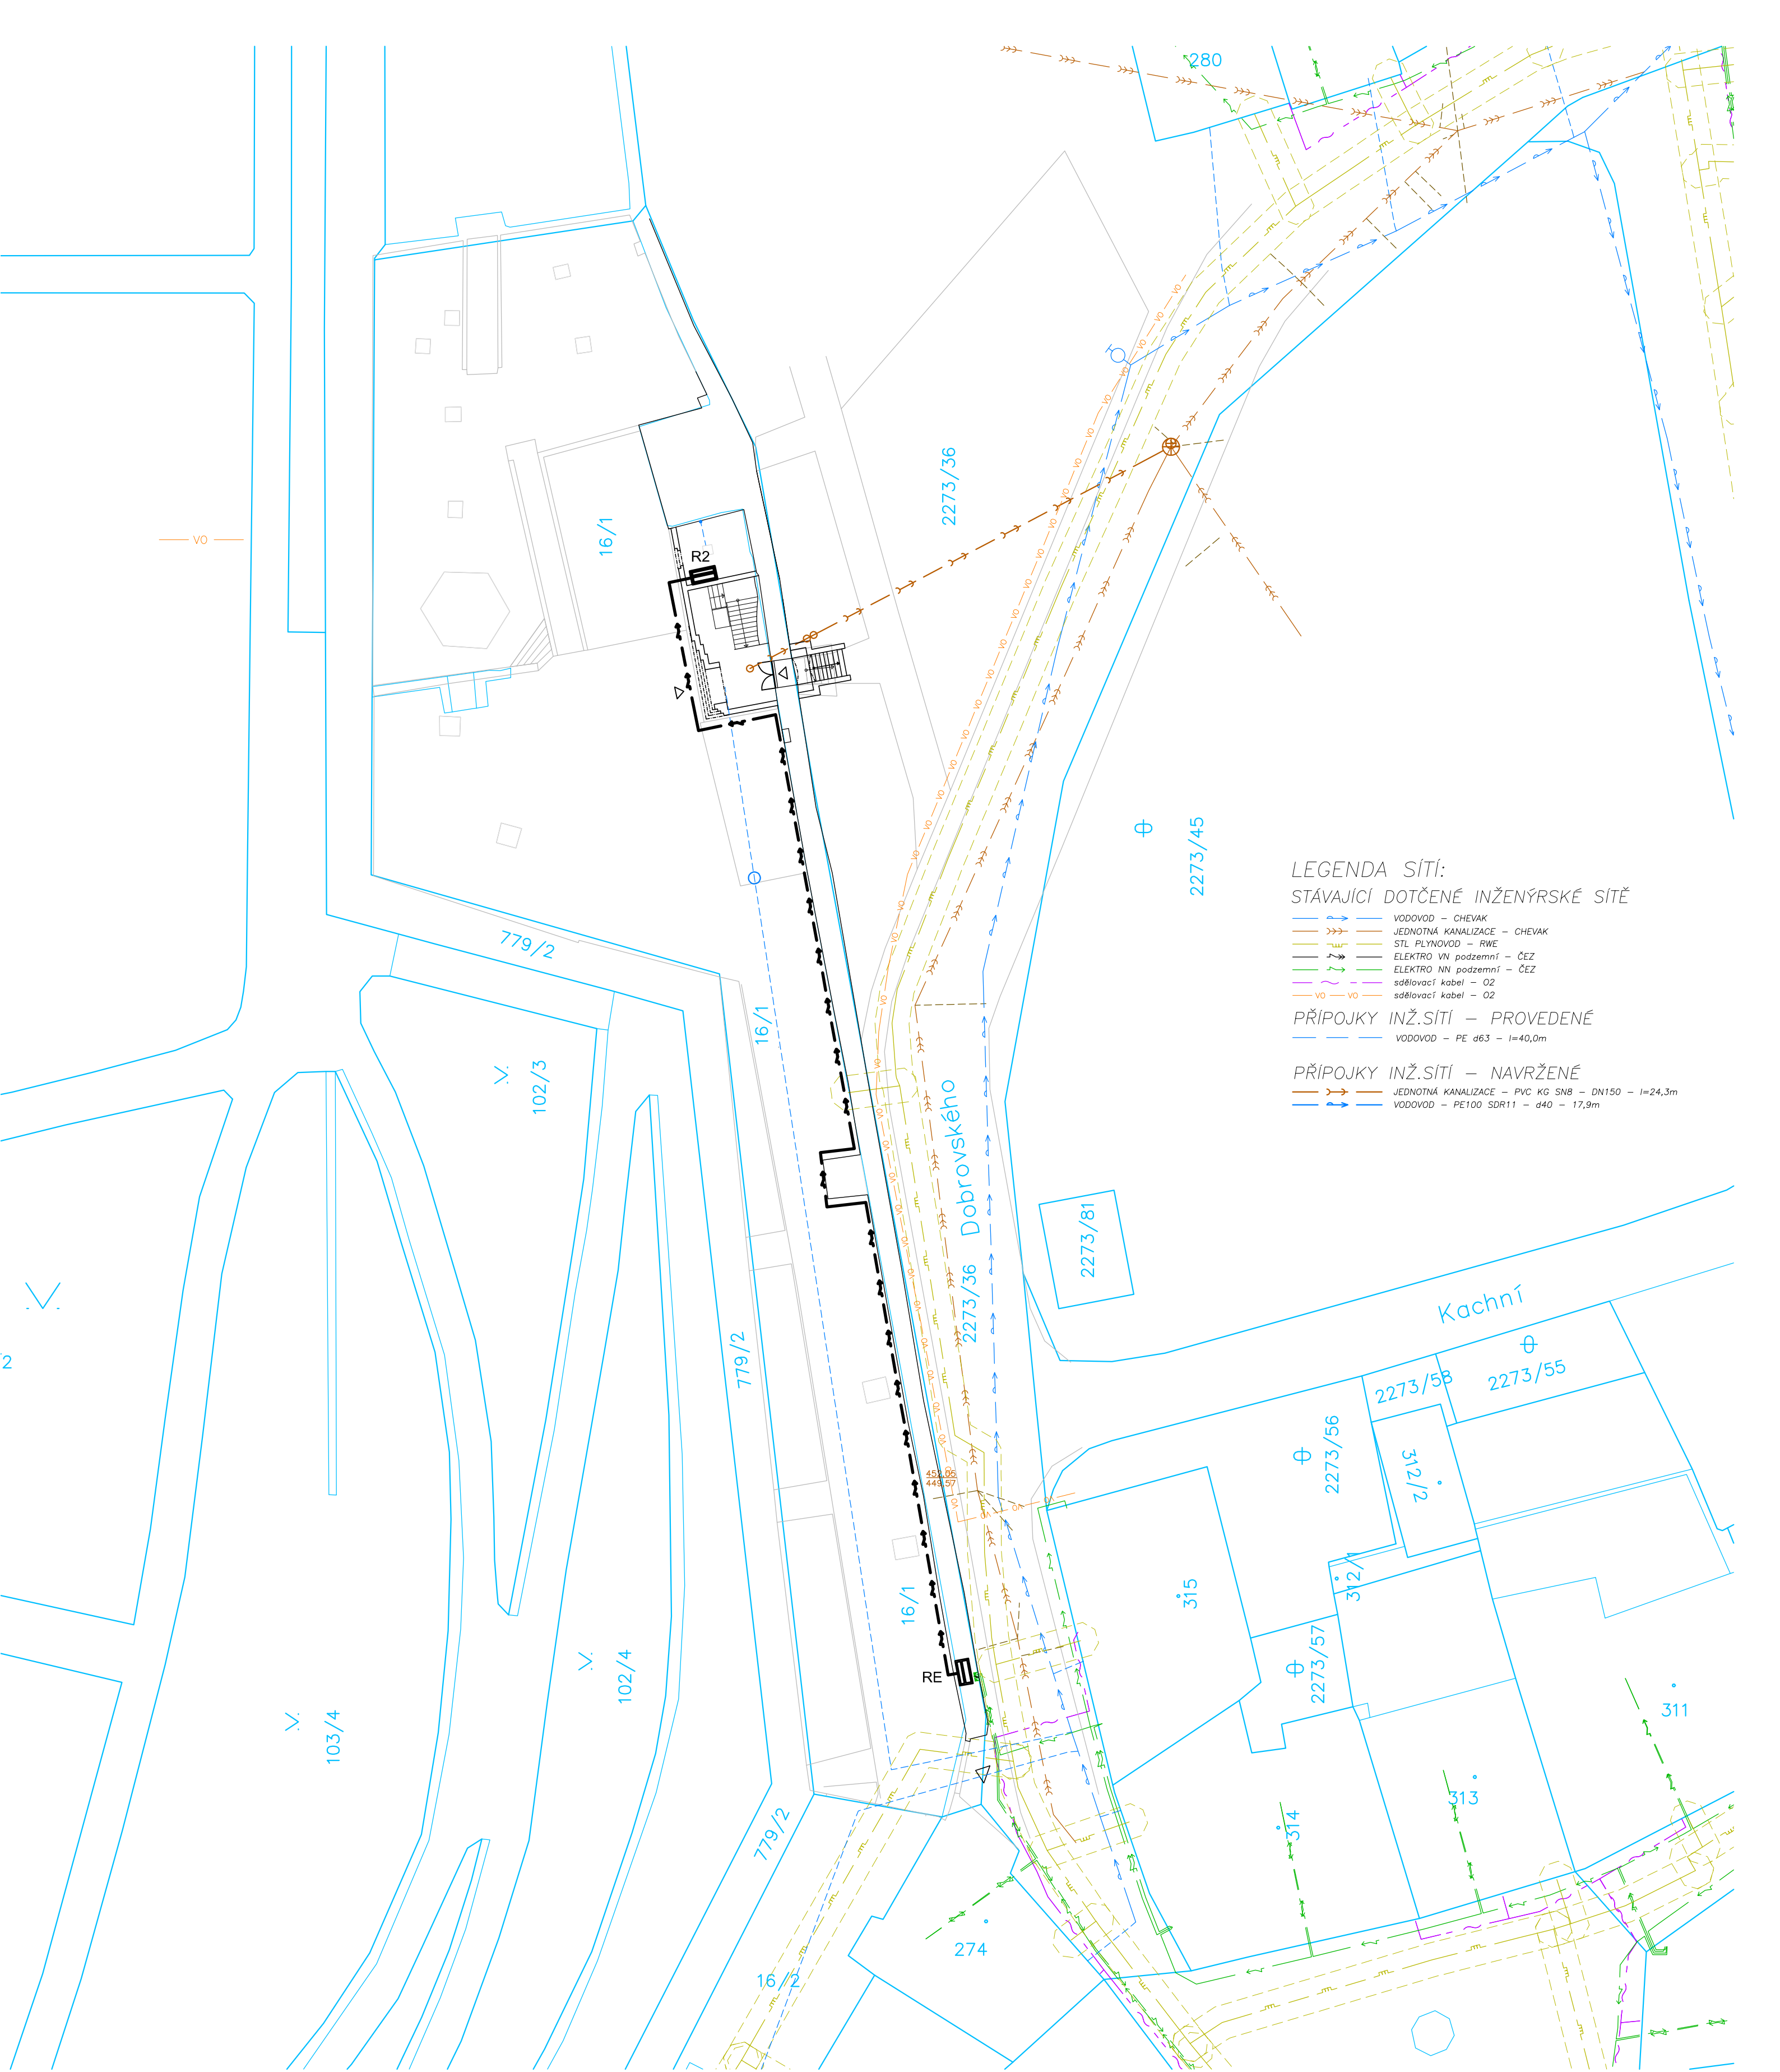 280
2273/36
16/1
VO
R2
2273/45
LEGENDA SÍTÍ:
STÁVAJÍCÍ DOTČENÉ INŽENÝRSKÉ SÍTĚ
VODOVOD – CHEVAK
JEDNOTNÁ KANALIZACE – CHEVAK
STL PLYNOVOD – RWE
ELEKTRO VN podzemní – ČEZ
ELEKTRO NN podzemní – ČEZ
sdělovací kabel – O2
VO VO sdělovací kabel – O2
PŘÍPOJKY INŽ.SÍTÍ – PROVEDENÉ
VODOVOD – PE d63 – l=40,0m
PŘÍPOJKY INŽ.SÍTÍ – NAVRŽENÉ
JEDNOTNÁ KANALIZACE – PVC KG SN8 – DN150 – l=24,3m
VODOVOD – PE100 SDR11 – d40 – 17,9m
779/2
16/1
102/3
Dobrovského
2273/81
2273/36
Kachní
779/2
2273/58
2273/55
2273/56
312/2
449.57
315
312/1
16/1
2273/57
102/4
RE
311
103/4
313
314
779/2
274
16/2